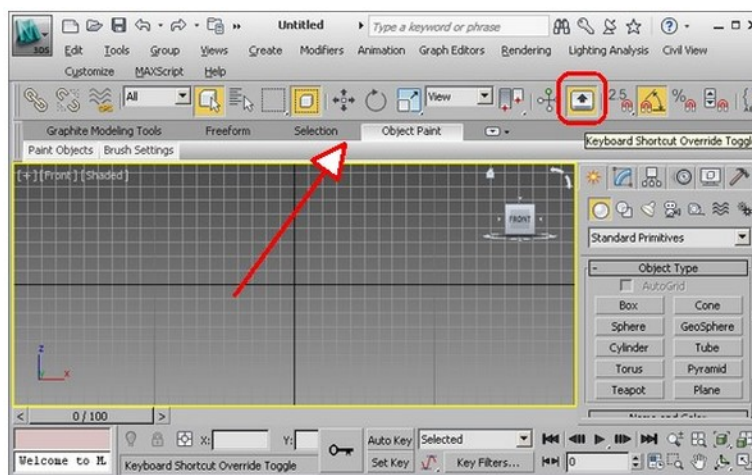 Untitled
Type a keyword or phrase
3DS
Edit Tools Group Views Create Modifiers Animation Graph Editors Rendering Lighting Analysis Civil View
Customize MAXScript Help
All
View
2.5
%
Graphite Modeling Tools Freeform Selection Object Paint
Keyboard Shortcut Override Toggle
Paint Objects Brush Settings
[+][Front][Shaded]
FRONT
Standard Primitives
- Object Type
AutoGrid
Box Cone
Sphere GeoSphere
Cylinder Tube
Torus Pyramid
Teapot Plane
z
x
< 0 / 100 >
X: Y: Auto Key Selected
Welcome to M. Keyboard Shortcut Override Toggle Set Key Key Filters... 0